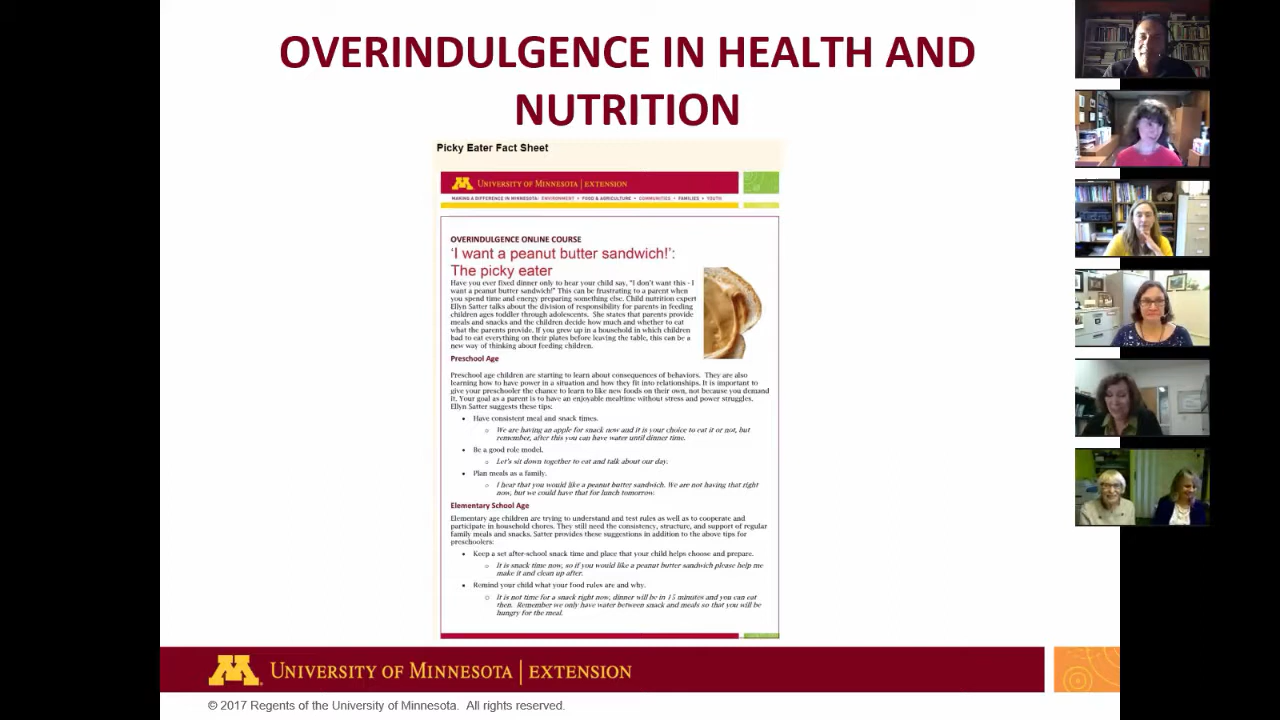 OVERINDULGENCE IN HEALTH AND
NUTRITION
Picky Eater Fact Sheet
UNIVERSITY OF MINNESOTA | EXTENSION
MAKING A DIFFERENCE IN MINNESOTA: ENVIRONMENT • FOOD & AGRICULTURE • COMMUNITIES • FAMILIES • YOUTH
OVERINDULGENCE ONLINE COURSE
'I want a peanut butter sandwich!':
The picky eater
Have you ever fixed dinner only to hear your child say, "I don't want this - I
want a peanut butter sandwich!" This can be frustrating to a parent when
you spend time and energy preparing something else. Child nutrition expert
Ellyn Satter talks about the division of responsibility for parents in feeding
children ages toddler through adolescents. She states that parents provide
meals and snacks and the children decide how much and whether to eat
what the parents provide. If you grew up in a household in which children
had to eat everything on their plates before leaving the table, this can be a
new way of thinking about feeding children.
Preschool Age
Preschool age children are starting to learn about consequences of behaviors. They are also
learning how to have power in a situation and how they fit into relationships. It is important to
give your preschooler the chance to learn to like new foods on their own, not because you demand
it. Your goal as a parent is to have an enjoyable mealtime without stress and power struggles.
Ellyn Satter suggests these tips:
• Have consistent meal and snack times.
o We are having an apple for snack now and it is your choice to eat it or not, but
remember, after this you can have water until dinner time.
• Be a good role model.
o Let's sit down together to eat and talk about our day.
• Plan meals as a family.
o I hear that you would like a peanut butter sandwich. We are not having that right
now, but we could have that for lunch tomorrow.
Elementary School Age
Elementary age children are trying to understand and test rules as well as to cooperate and
participate in household chores. They still need the consistency, structure, and support of regular
family meals and snacks. Satter provides these suggestions in addition to the above tips for
preschoolers:
• Keep a set after-school snack time and place that your child helps choose and prepare.
o It is snack time now, so if you would like a peanut butter sandwich please help me
make it and clean up after.
• Remind your child what your food rules are and why.
o It is not time for a snack right now, dinner will be in 15 minutes and you can eat
then. Remember we only have water between snack and meals so that you will be
hungry for the meal.
M UNIVERSITY OF MINNESOTA | EXTENSION
© 2017 Regents of the University of Minnesota. All rights reserved.